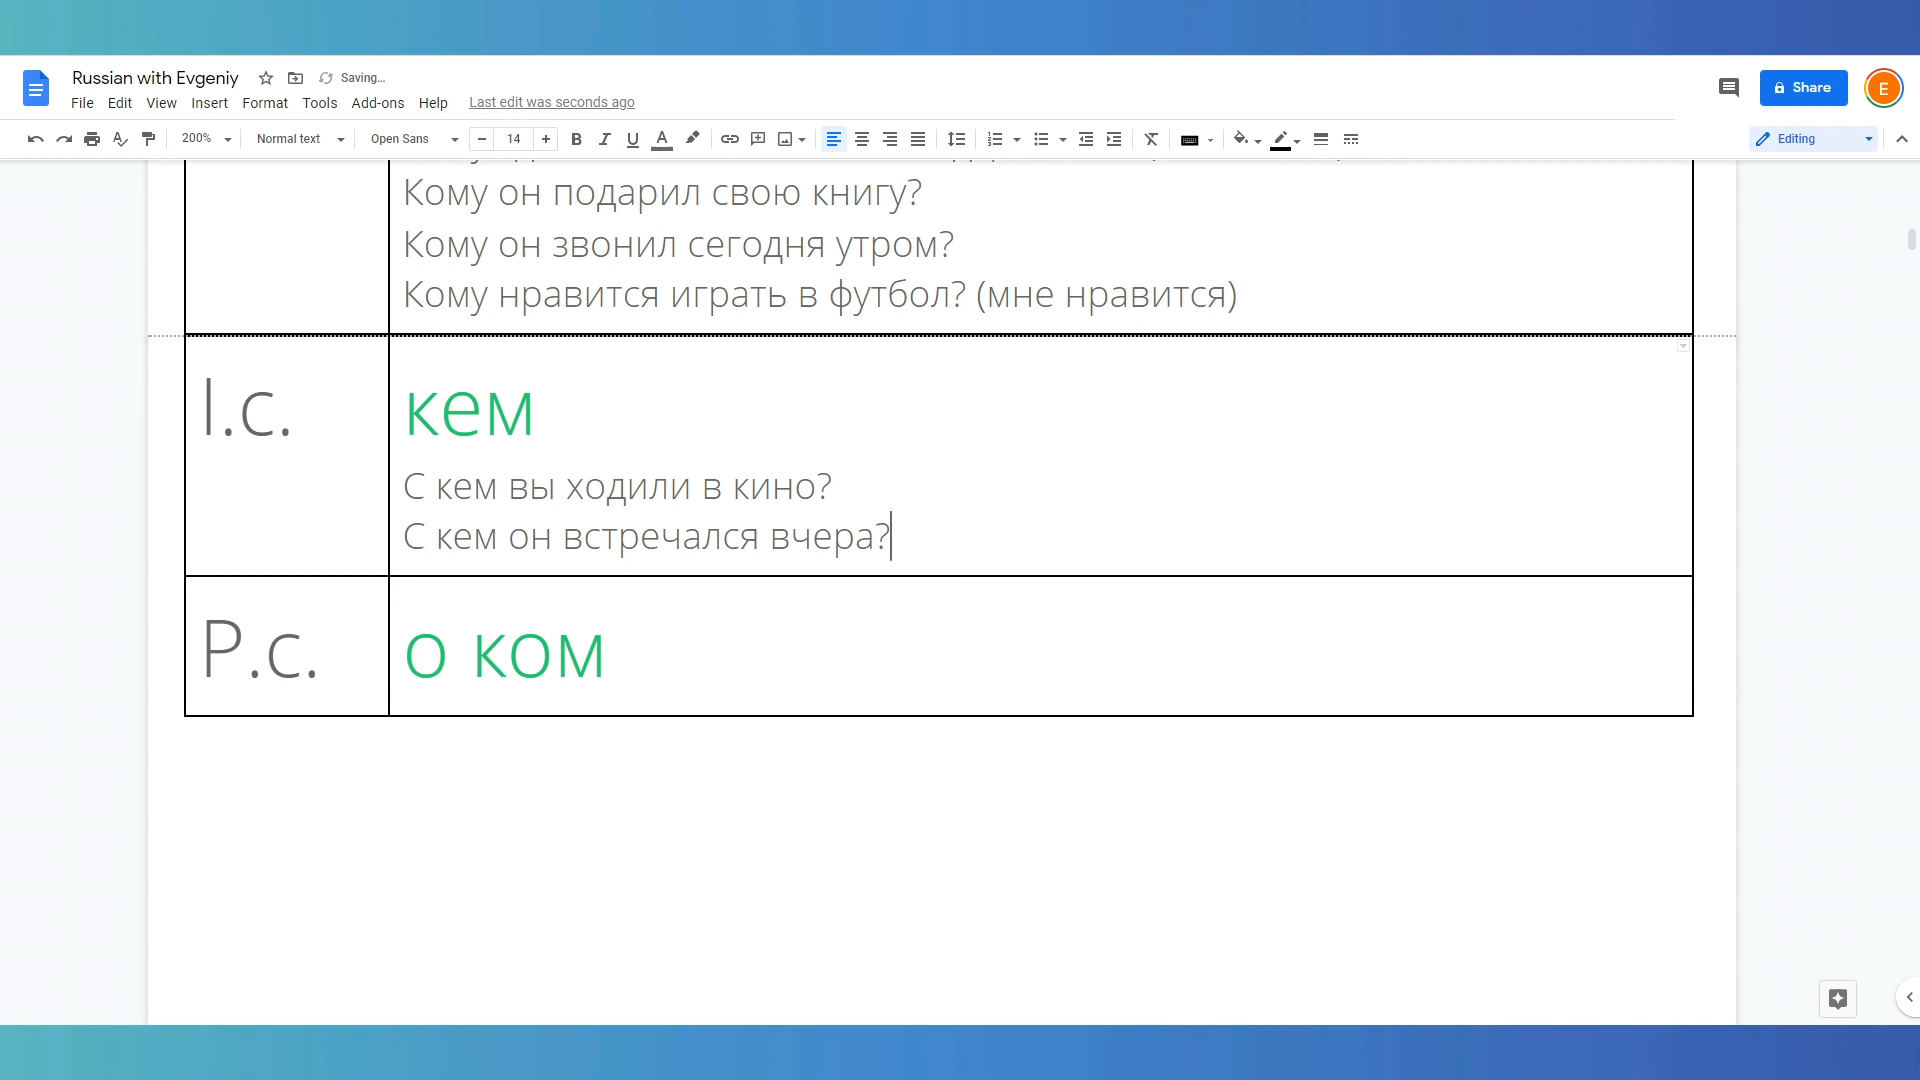 Russian with Evgeniy
Saving...
File Edit View Insert Format Tools Add-ons Help Last edit was seconds ago
Share
E
200% Normal text Open Sans 14
Editing
Кому он подарил свою книгу?
Кому он звонил сегодня утром?
Кому нравится играть в футбол? (мне нравится)
I.c.
кем
С кем вы ходили в кино?
С кем он встречался вчера?
P.c.
о ком